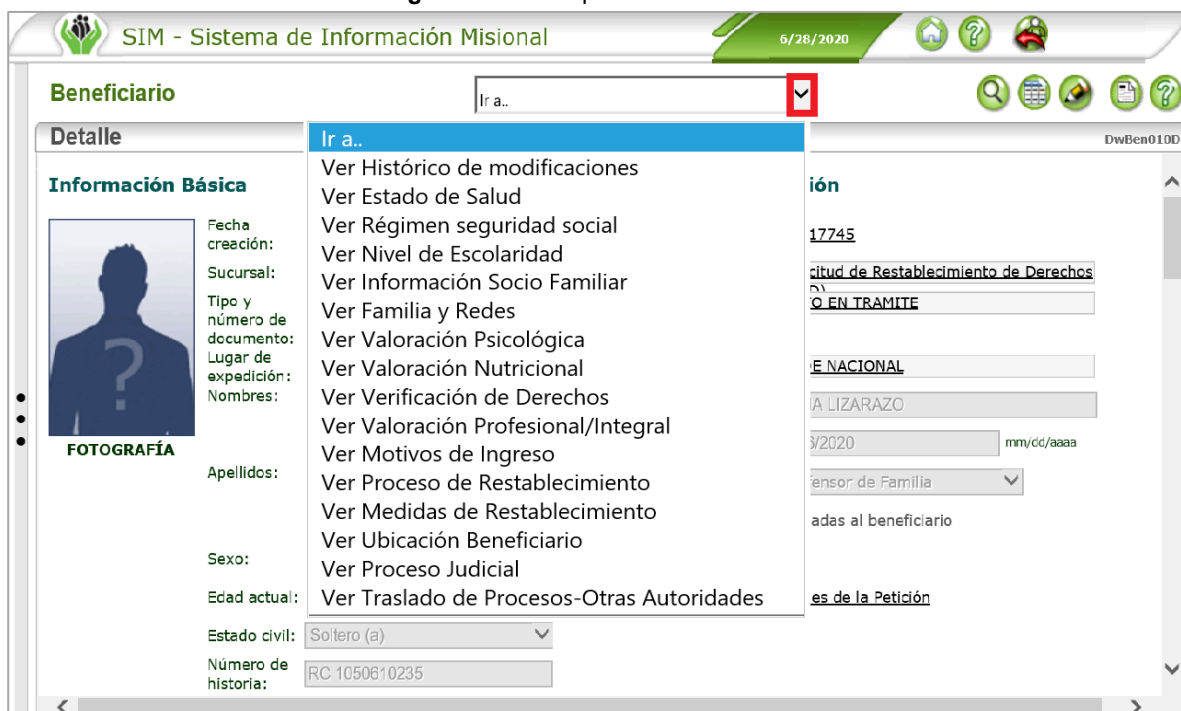 SIM - Sistema de Información Misional
6/28/2020
Beneficiario
Ir a..
Detalle
DwBen010D
Ir a..
Ver Histórico de modificaciones
Ver Estado de Salud
Ver Régimen seguridad social
Ver Nivel de Escolaridad
Ver Información Socio Familiar
Ver Familia y Redes
Ver Valoración Psicológica
Ver Valoración Nutricional
Ver Verificación de Derechos
Ver Valoración Profesional/Integral
Ver Motivos de Ingreso
Ver Proceso de Restablecimiento
Ver Medidas de Restablecimiento
Ver Ubicación Beneficiario
Ver Proceso Judicial
Ver Traslado de Procesos-Otras Autoridades
Información Básica
FOTOGRAFÍA
Fecha
creación:
Sucursal:
Tipo y
número de
documento:
Lugar de
expedición:
Nombres:
Apellidos:
Sexo:
Edad actual:
Estado civil: Soltero (a)
Número de
historia:
RC 1050610235
ión
17745
citud de Restablecimiento de Derechos
O EN TRAMITE
E NACIONAL
A LIZARAZO
/2020 mm/dd/aaaa
ensor de Familia
adas al beneficiario
es de la Petición